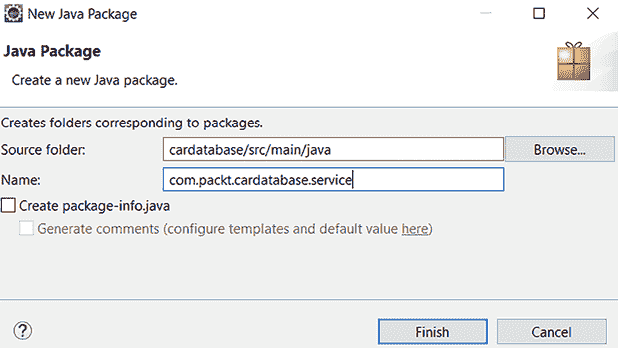 New Java Package
Java Package
Create a new Java package.
Creates folders corresponding to packages.
Source folder: cardatabase/src/main/java Browse...
Name: com.packt.cardatabase.service
Create package-info.java
Generate comments (configure templates and default value here)
? Finish Cancel